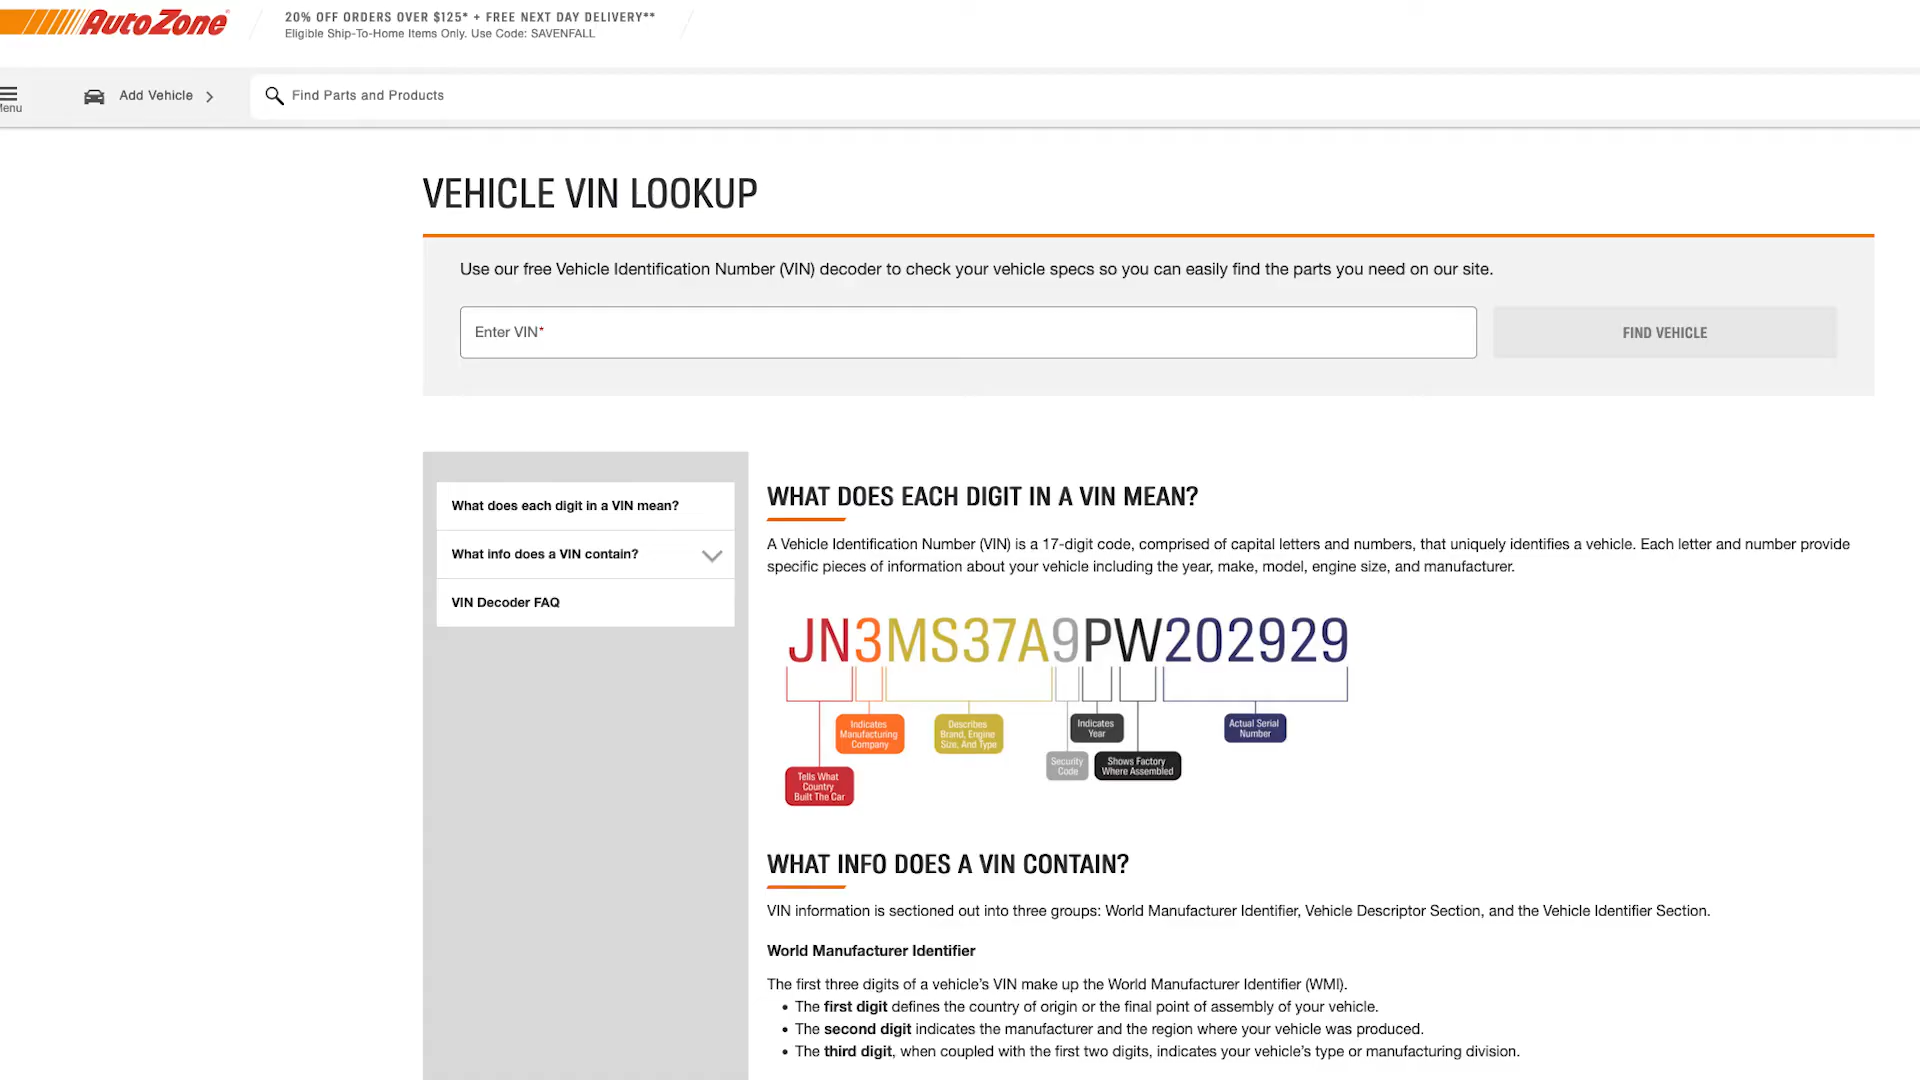 AutoZone
20% OFF ORDERS OVER $125* + FREE NEXT DAY DELIVERY**
Eligible Ship-To-Home Items Only. Use Code: SAVENFALL
Menu
Add Vehicle
Find Parts and Products
VEHICLE VIN LOOKUP
Use our free Vehicle Identification Number (VIN) decoder to check your vehicle specs so you can easily find the parts you need on our site.
Enter VIN*
FIND VEHICLE
What does each digit in a VIN mean?
What info does a VIN contain?
VIN Decoder FAQ
WHAT DOES EACH DIGIT IN A VIN MEAN?
A Vehicle Identification Number (VIN) is a 17-digit code, comprised of capital letters and numbers, that uniquely identifies a vehicle. Each letter and number provide
specific pieces of information about your vehicle including the year, make, model, engine size, and manufacturer.
JN3MS37A9PW202929
Indicates
Manufacturing
Company
Describes
Brand, Engine
Size, And Type
Indicates
Year
Actual Serial
Number
Security
Code
Shows Factory
Where Assembled
Tells What
Country
Built The Car
WHAT INFO DOES A VIN CONTAIN?
VIN information is sectioned out into three groups: World Manufacturer Identifier, Vehicle Descriptor Section, and the Vehicle Identifier Section.
World Manufacturer Identifier
The first three digits of a vehicle's VIN make up the World Manufacturer Identifier (WMI).
• The first digit defines the country of origin or the final point of assembly of your vehicle.
• The second digit indicates the manufacturer and the region where your vehicle was produced.
• The third digit, when coupled with the first two digits, indicates your vehicle's type or manufacturing division.